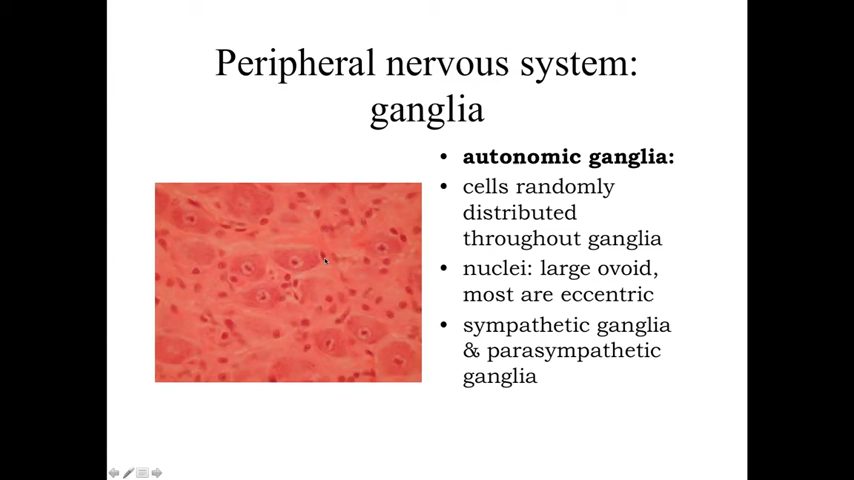 Peripheral nervous system:
ganglia
• autonomic ganglia:
• cells randomly
distributed
throughout ganglia
• nuclei: large ovoid,
most are eccentric
• sympathetic ganglia
& parasympathetic
ganglia